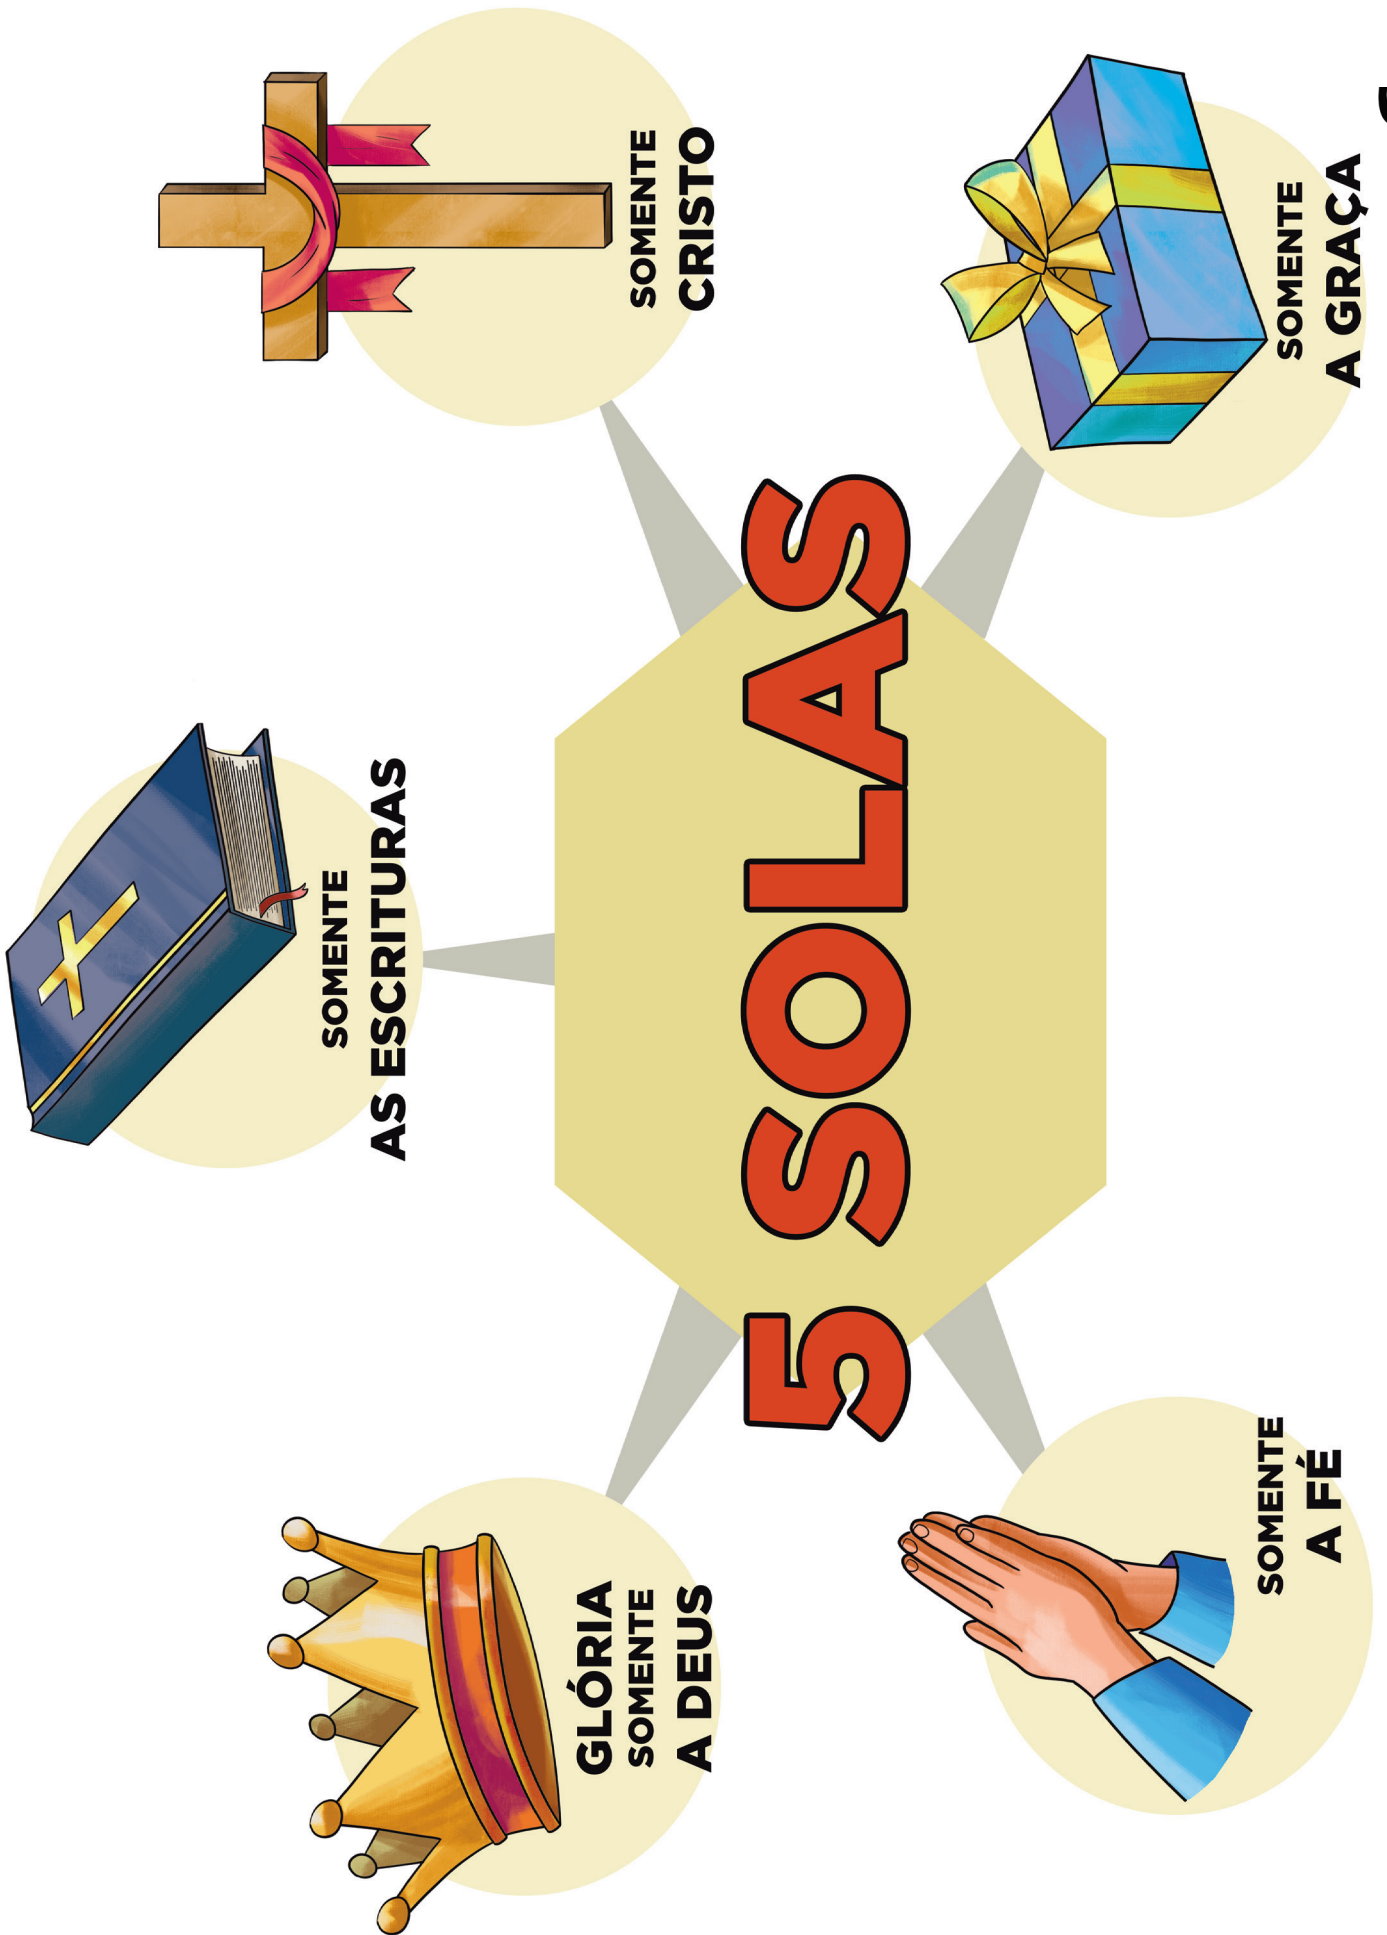 GLÓRIA
SOMENTE
A DEUS
SOMENTE
AS ESCRITURAS
SOMENTE
CRISTO
5 SOLAS
SOMENTE
A FÉ
SOMENTE
A GRAÇA